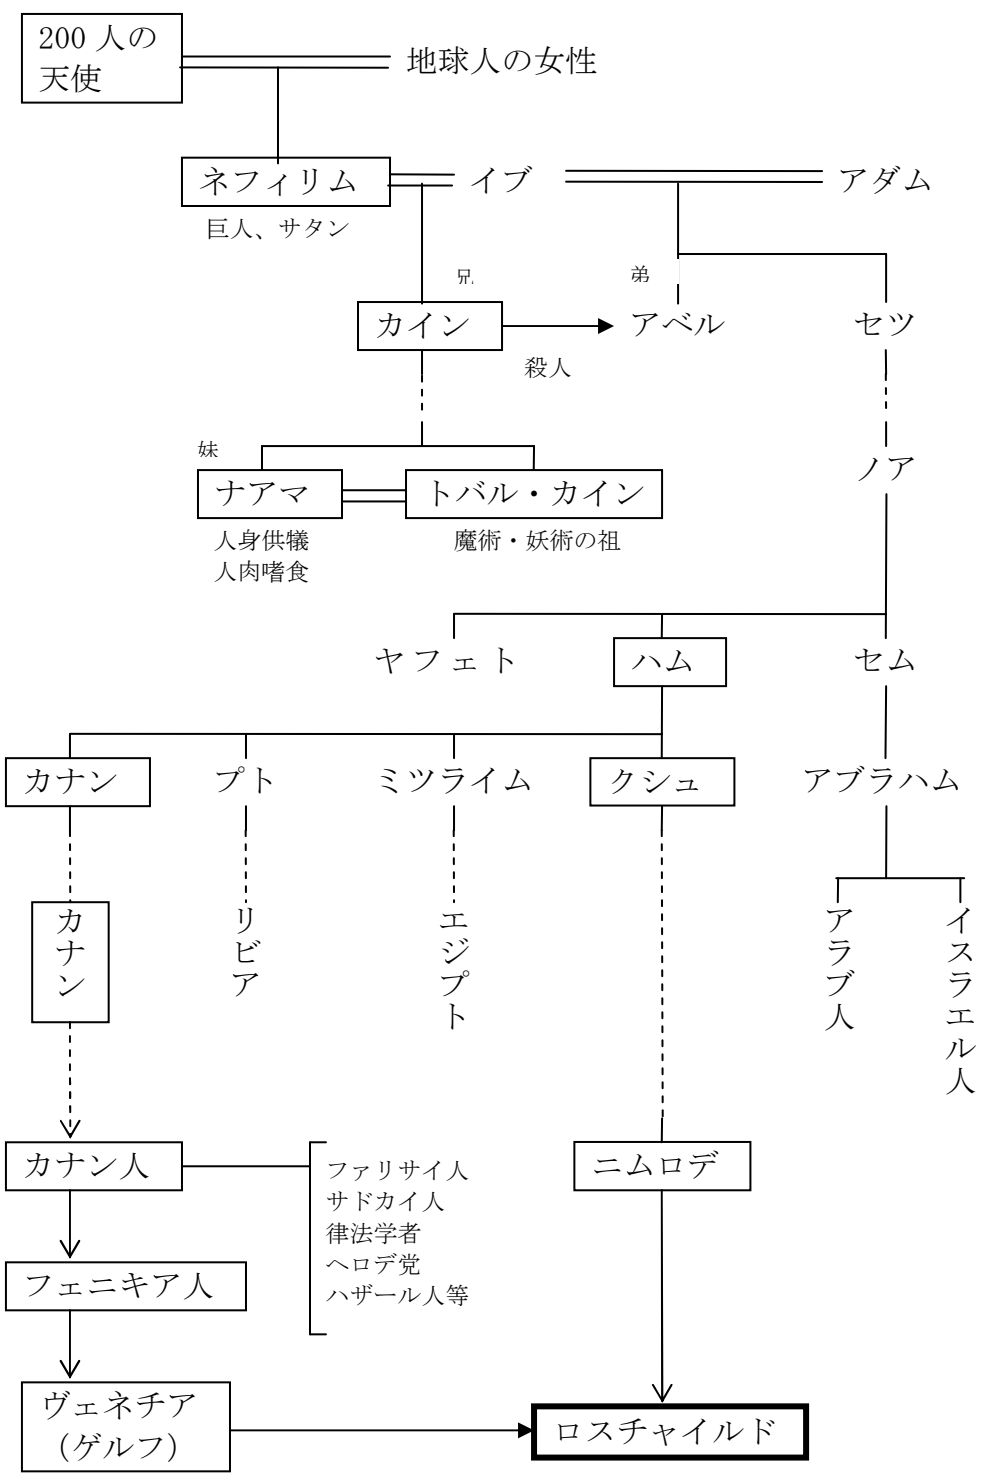 200 人の
天使
地球人の女性
ネフィリム
イブ
アダム
巨人、サタン
兄
弟
カイン
アベル
セツ
殺人
妹
ノア
ナアマ
トバル・カイン
人身供犠
人肉嗜食
魔術・妖術の祖
ヤフェト
ハム
セム
カナン
プト
ミツライム
クシュ
アブラハム
カナン
リビア
エジプト
アラブ人
イスラエル人
カナン人
ファリサイ人
サドカイ人
律法学者
ヘロデ党
ハザール人等
ニムロデ
フェニキア人
ヴェネチア
(ゲルフ)
ロスチャイルド